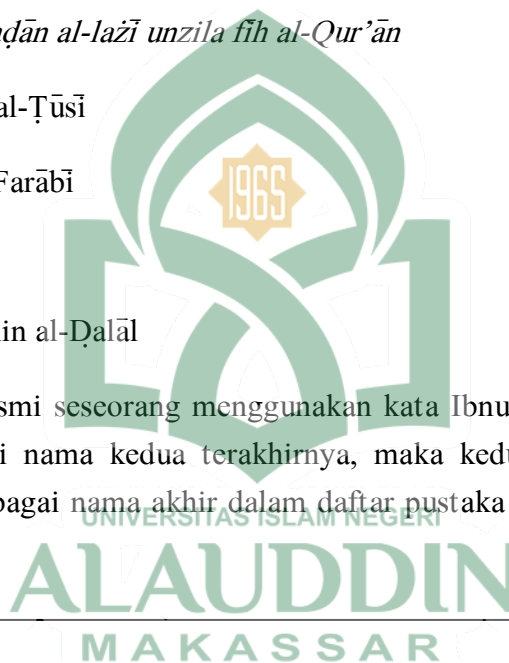 ḍān al-lażī unzila fīh al-Qur’ān
al-Ṭūsī
Farābī
1965
in al-Ḍalāl
smi seseorang menggunakan kata Ibnu
i nama kedua terakhirnya, maka kedu
bagai nama akhir dalam daftar pustaka
UNIVERSITAS ISLAM NEGERI
ALAUDDIN
MAKASSAR